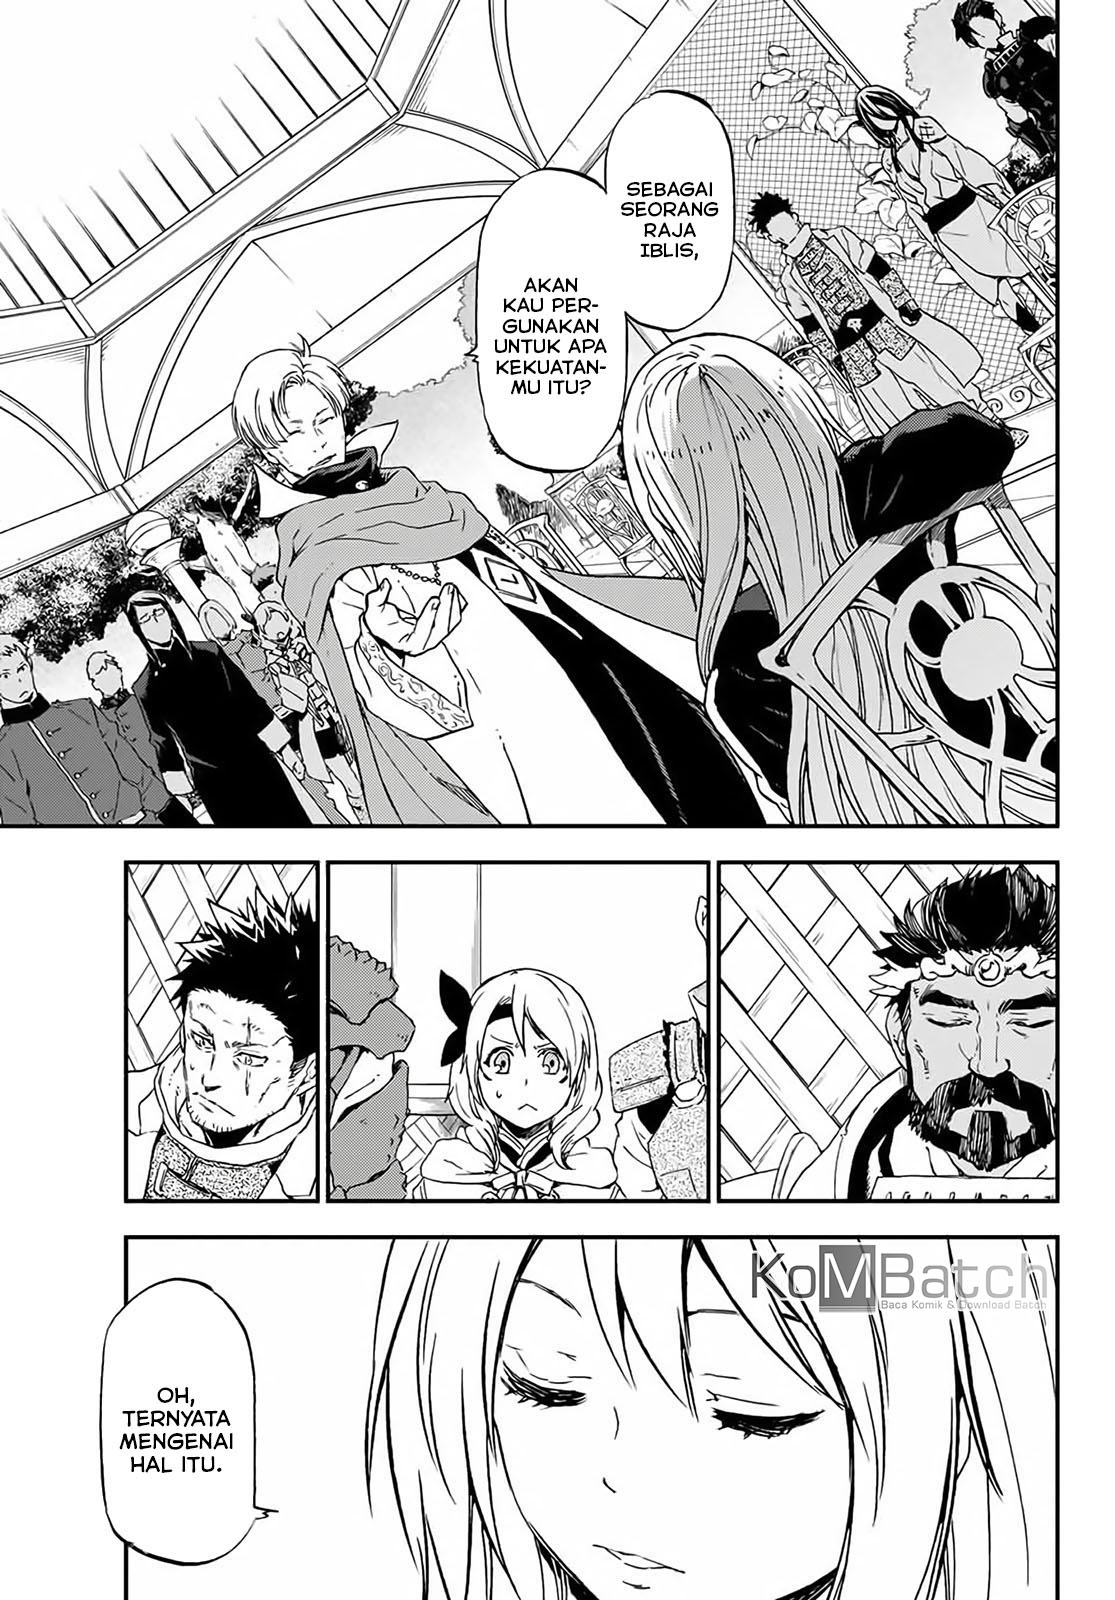 SEBAGAI
SEORANG
RAJA
IBLIS,
AKAN
KAU PER-
GUNAKAN
UNTUK APA
KEKUATAN-
MU ITU?
KoMBatch
Baca Komik & Download Batch
OH,
TERNYATA
MENGENAI
HAL ITU.